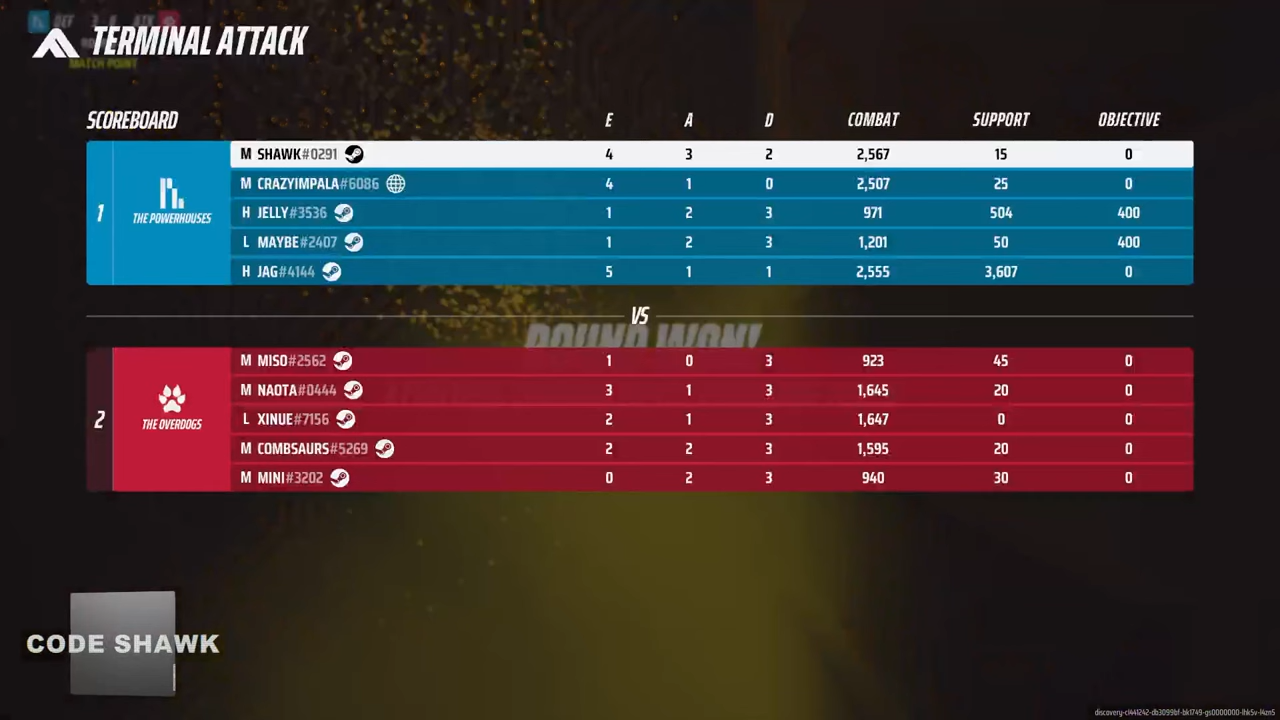 TERMINAL ATTACK
MATCH POINT
SCOREBOARD E A D COMBAT SUPPORT OBJECTIVE
1 THE POWERHOUSES
M SHAWK#0291 4 3 2 2,567 15 0
M CRAZYIMPALA#6086 4 1 0 2,507 25 0
H JELLY#3536 1 2 3 971 504 400
L MAYBE#2407 1 2 3 1,201 50 400
H JAG#4144 5 1 1 2,555 3,607 0
VS
ROUND WON!
2 THE OVERDOGS
M MISO#2562 1 0 3 923 45 0
M NAOTA#0444 3 1 3 1,645 20 0
L XINUE#7156 2 1 3 1,647 0 0
M COMBSAURS#5269 2 2 3 1,595 20 0
M MINI#3202 0 2 3 940 30 0
CODE SHAWK